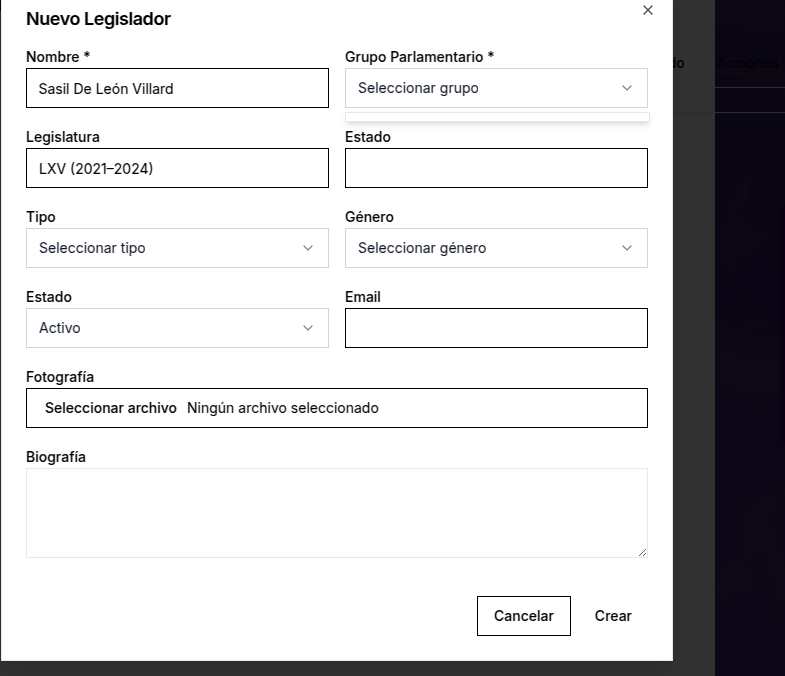 Nuevo Legislador
Nombre *
Grupo Parlamentario *
Sasil De León Villard
Seleccionar grupo
do
Acciones
Legislatura
Estado
LXV (2021–2024)
Tipo
Género
Seleccionar tipo
Seleccionar género
Estado
Email
Activo
Fotografía
Seleccionar archivo Ningún archivo seleccionado
Biografía
Cancelar
Crear